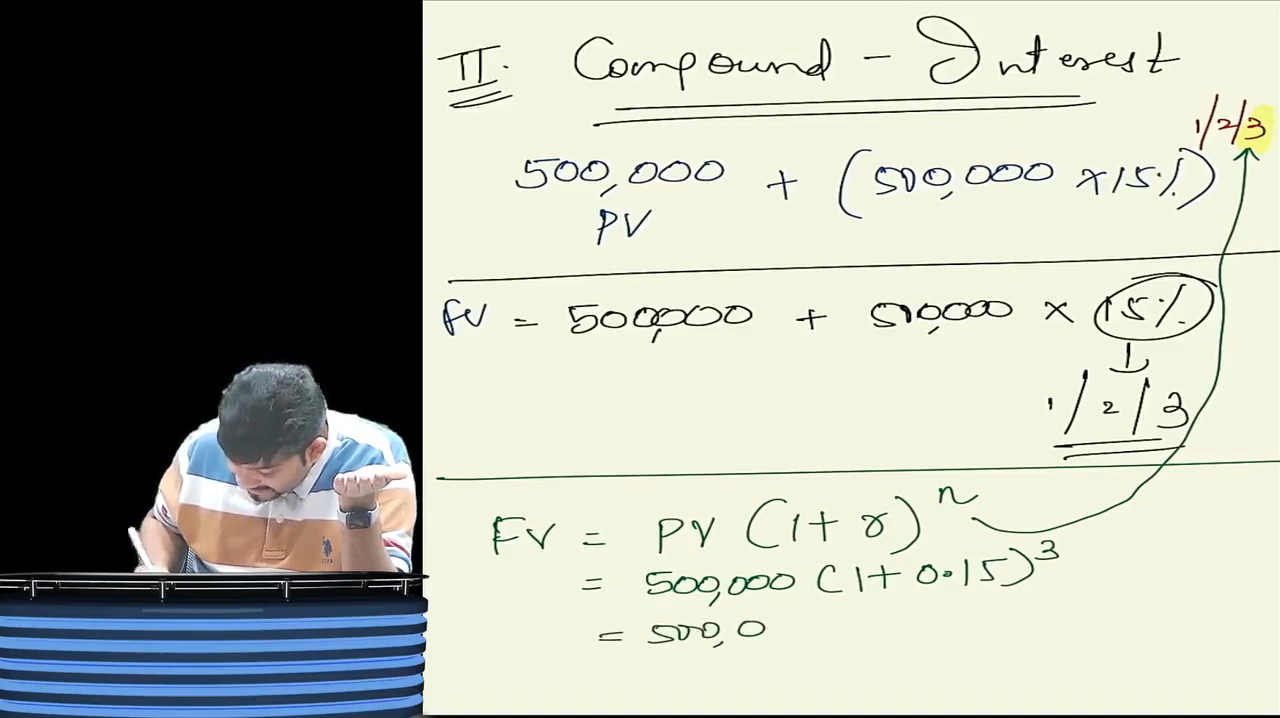 II. Compound - Interest
1/2/3
500,000 + (500,000 x 15%)
PV
FV = 500,000 + 500,000 x 15%
1/2/3
FV = PV (1+r)^n
= 500,000 (1+0.15)^3
= 500,0